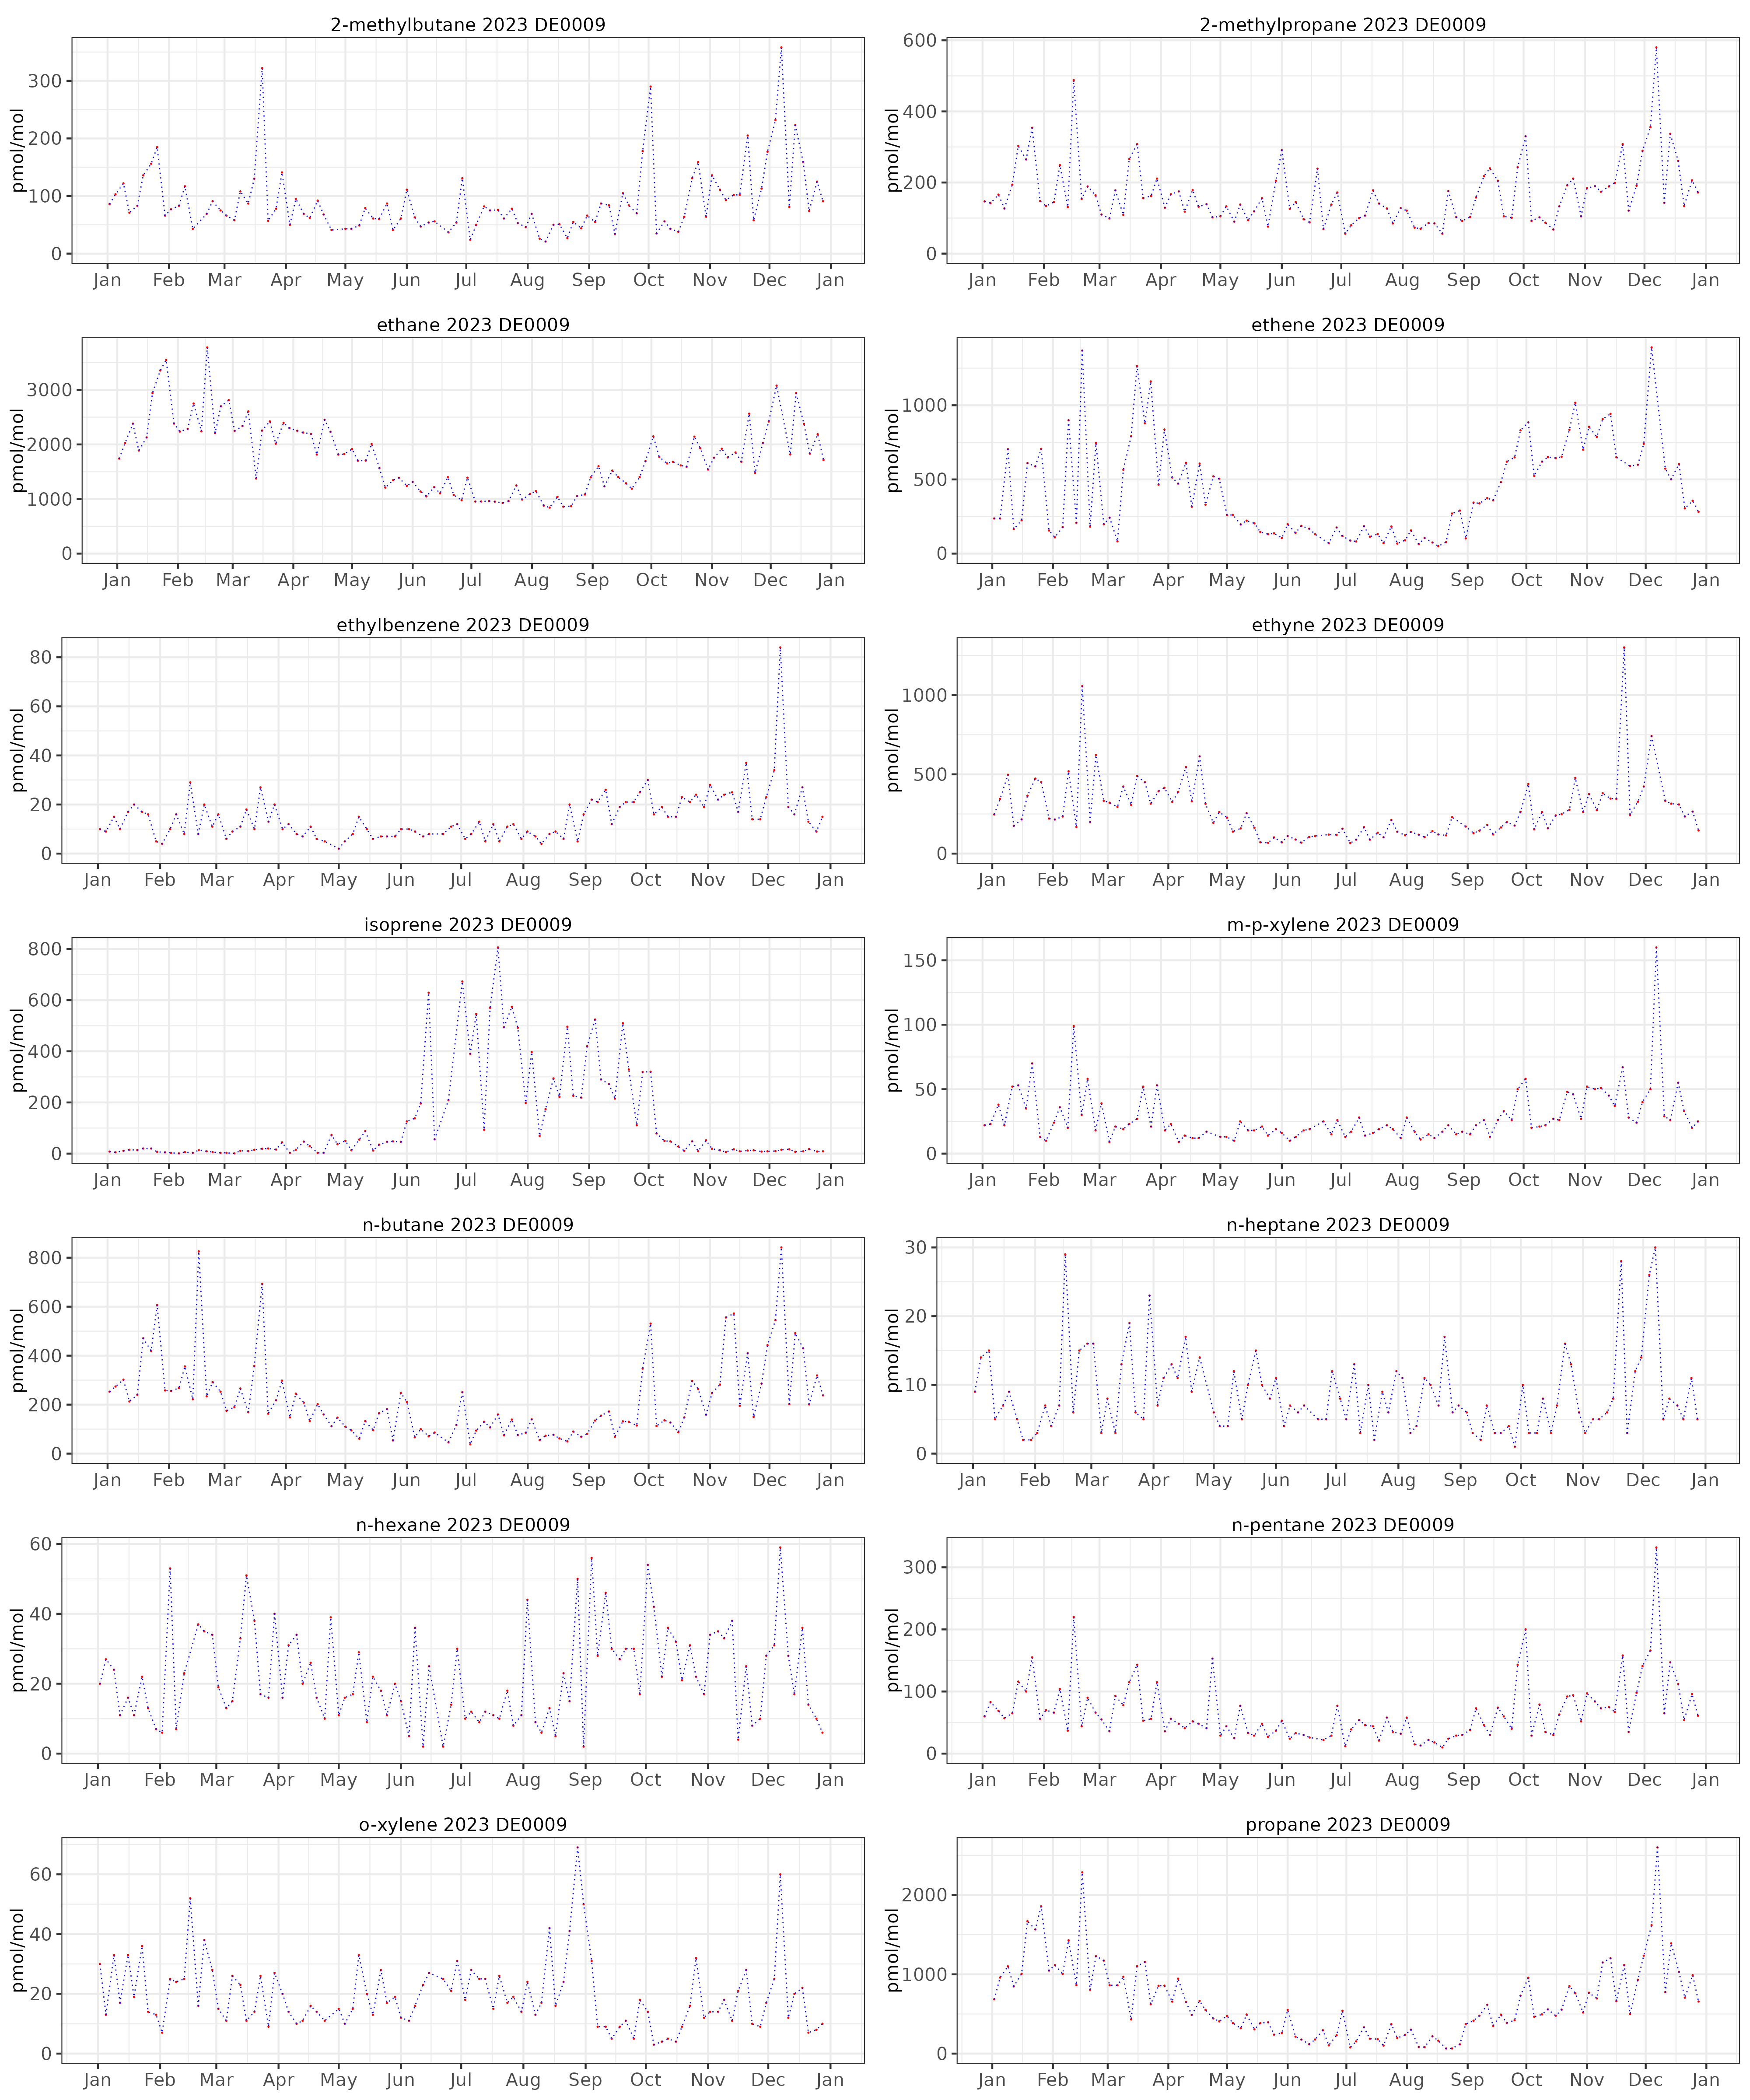 2-methylbutane 2023 DE0009
pmol/mol
300
200
100
0
Jan Feb Mar Apr May Jun Jul Aug Sep Oct Nov Dec Jan
2-methylpropane 2023 DE0009
pmol/mol
600
400
200
0
Jan Feb Mar Apr May Jun Jul Aug Sep Oct Nov Dec Jan
ethane 2023 DE0009
pmol/mol
3000
2000
1000
0
Jan Feb Mar Apr May Jun Jul Aug Sep Oct Nov Dec Jan
ethene 2023 DE0009
pmol/mol
1000
500
0
Jan Feb Mar Apr May Jun Jul Aug Sep Oct Nov Dec Jan
ethylbenzene 2023 DE0009
pmol/mol
80
60
40
20
0
Jan Feb Mar Apr May Jun Jul Aug Sep Oct Nov Dec Jan
ethyne 2023 DE0009
pmol/mol
1000
500
0
Jan Feb Mar Apr May Jun Jul Aug Sep Oct Nov Dec Jan
isoprene 2023 DE0009
pmol/mol
800
600
400
200
0
Jan Feb Mar Apr May Jun Jul Aug Sep Oct Nov Dec Jan
m-p-xylene 2023 DE0009
pmol/mol
150
100
50
0
Jan Feb Mar Apr May Jun Jul Aug Sep Oct Nov Dec Jan
n-butane 2023 DE0009
pmol/mol
800
600
400
200
0
Jan Feb Mar Apr May Jun Jul Aug Sep Oct Nov Dec Jan
n-heptane 2023 DE0009
pmol/mol
30
20
10
0
Jan Feb Mar Apr May Jun Jul Aug Sep Oct Nov Dec Jan
n-hexane 2023 DE0009
pmol/mol
60
40
20
0
Jan Feb Mar Apr May Jun Jul Aug Sep Oct Nov Dec Jan
n-pentane 2023 DE0009
pmol/mol
300
200
100
0
Jan Feb Mar Apr May Jun Jul Aug Sep Oct Nov Dec Jan
o-xylene 2023 DE0009
pmol/mol
60
40
20
0
Jan Feb Mar Apr May Jun Jul Aug Sep Oct Nov Dec Jan
propane 2023 DE0009
pmol/mol
2000
1000
0
Jan Feb Mar Apr May Jun Jul Aug Sep Oct Nov Dec Jan